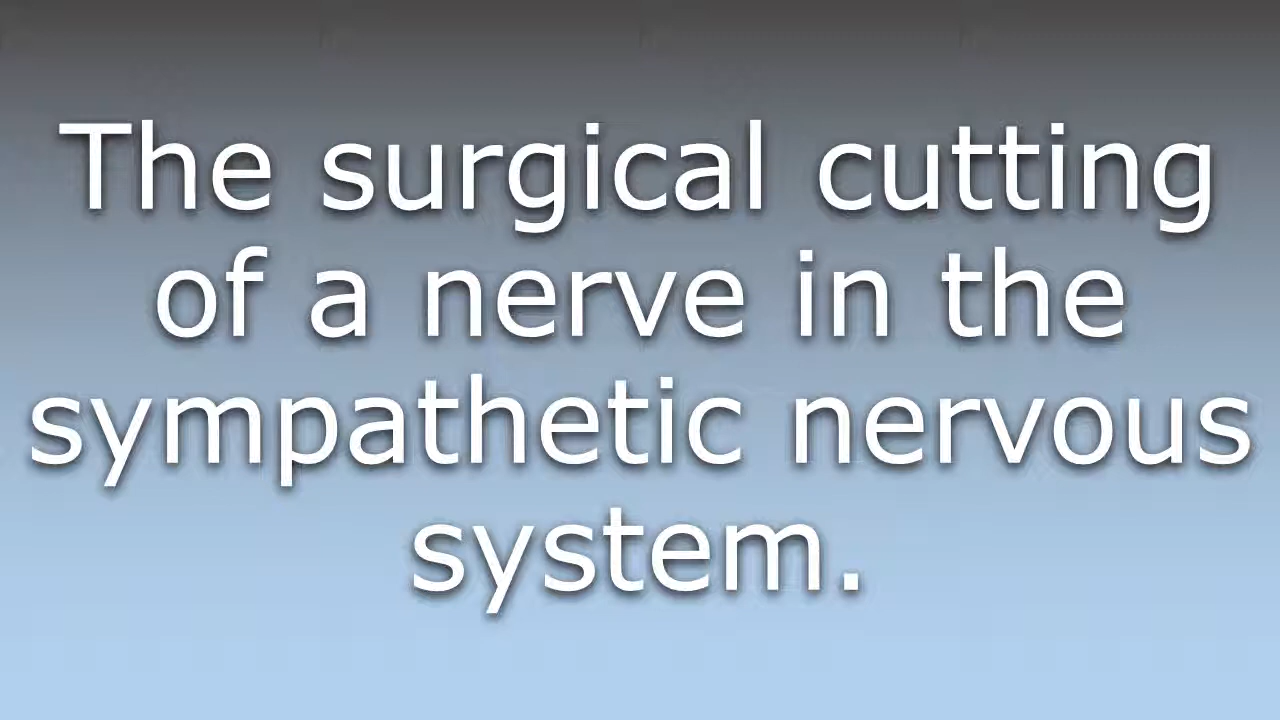 The surgical cutting
of a nerve in the
sympathetic nervous
system.